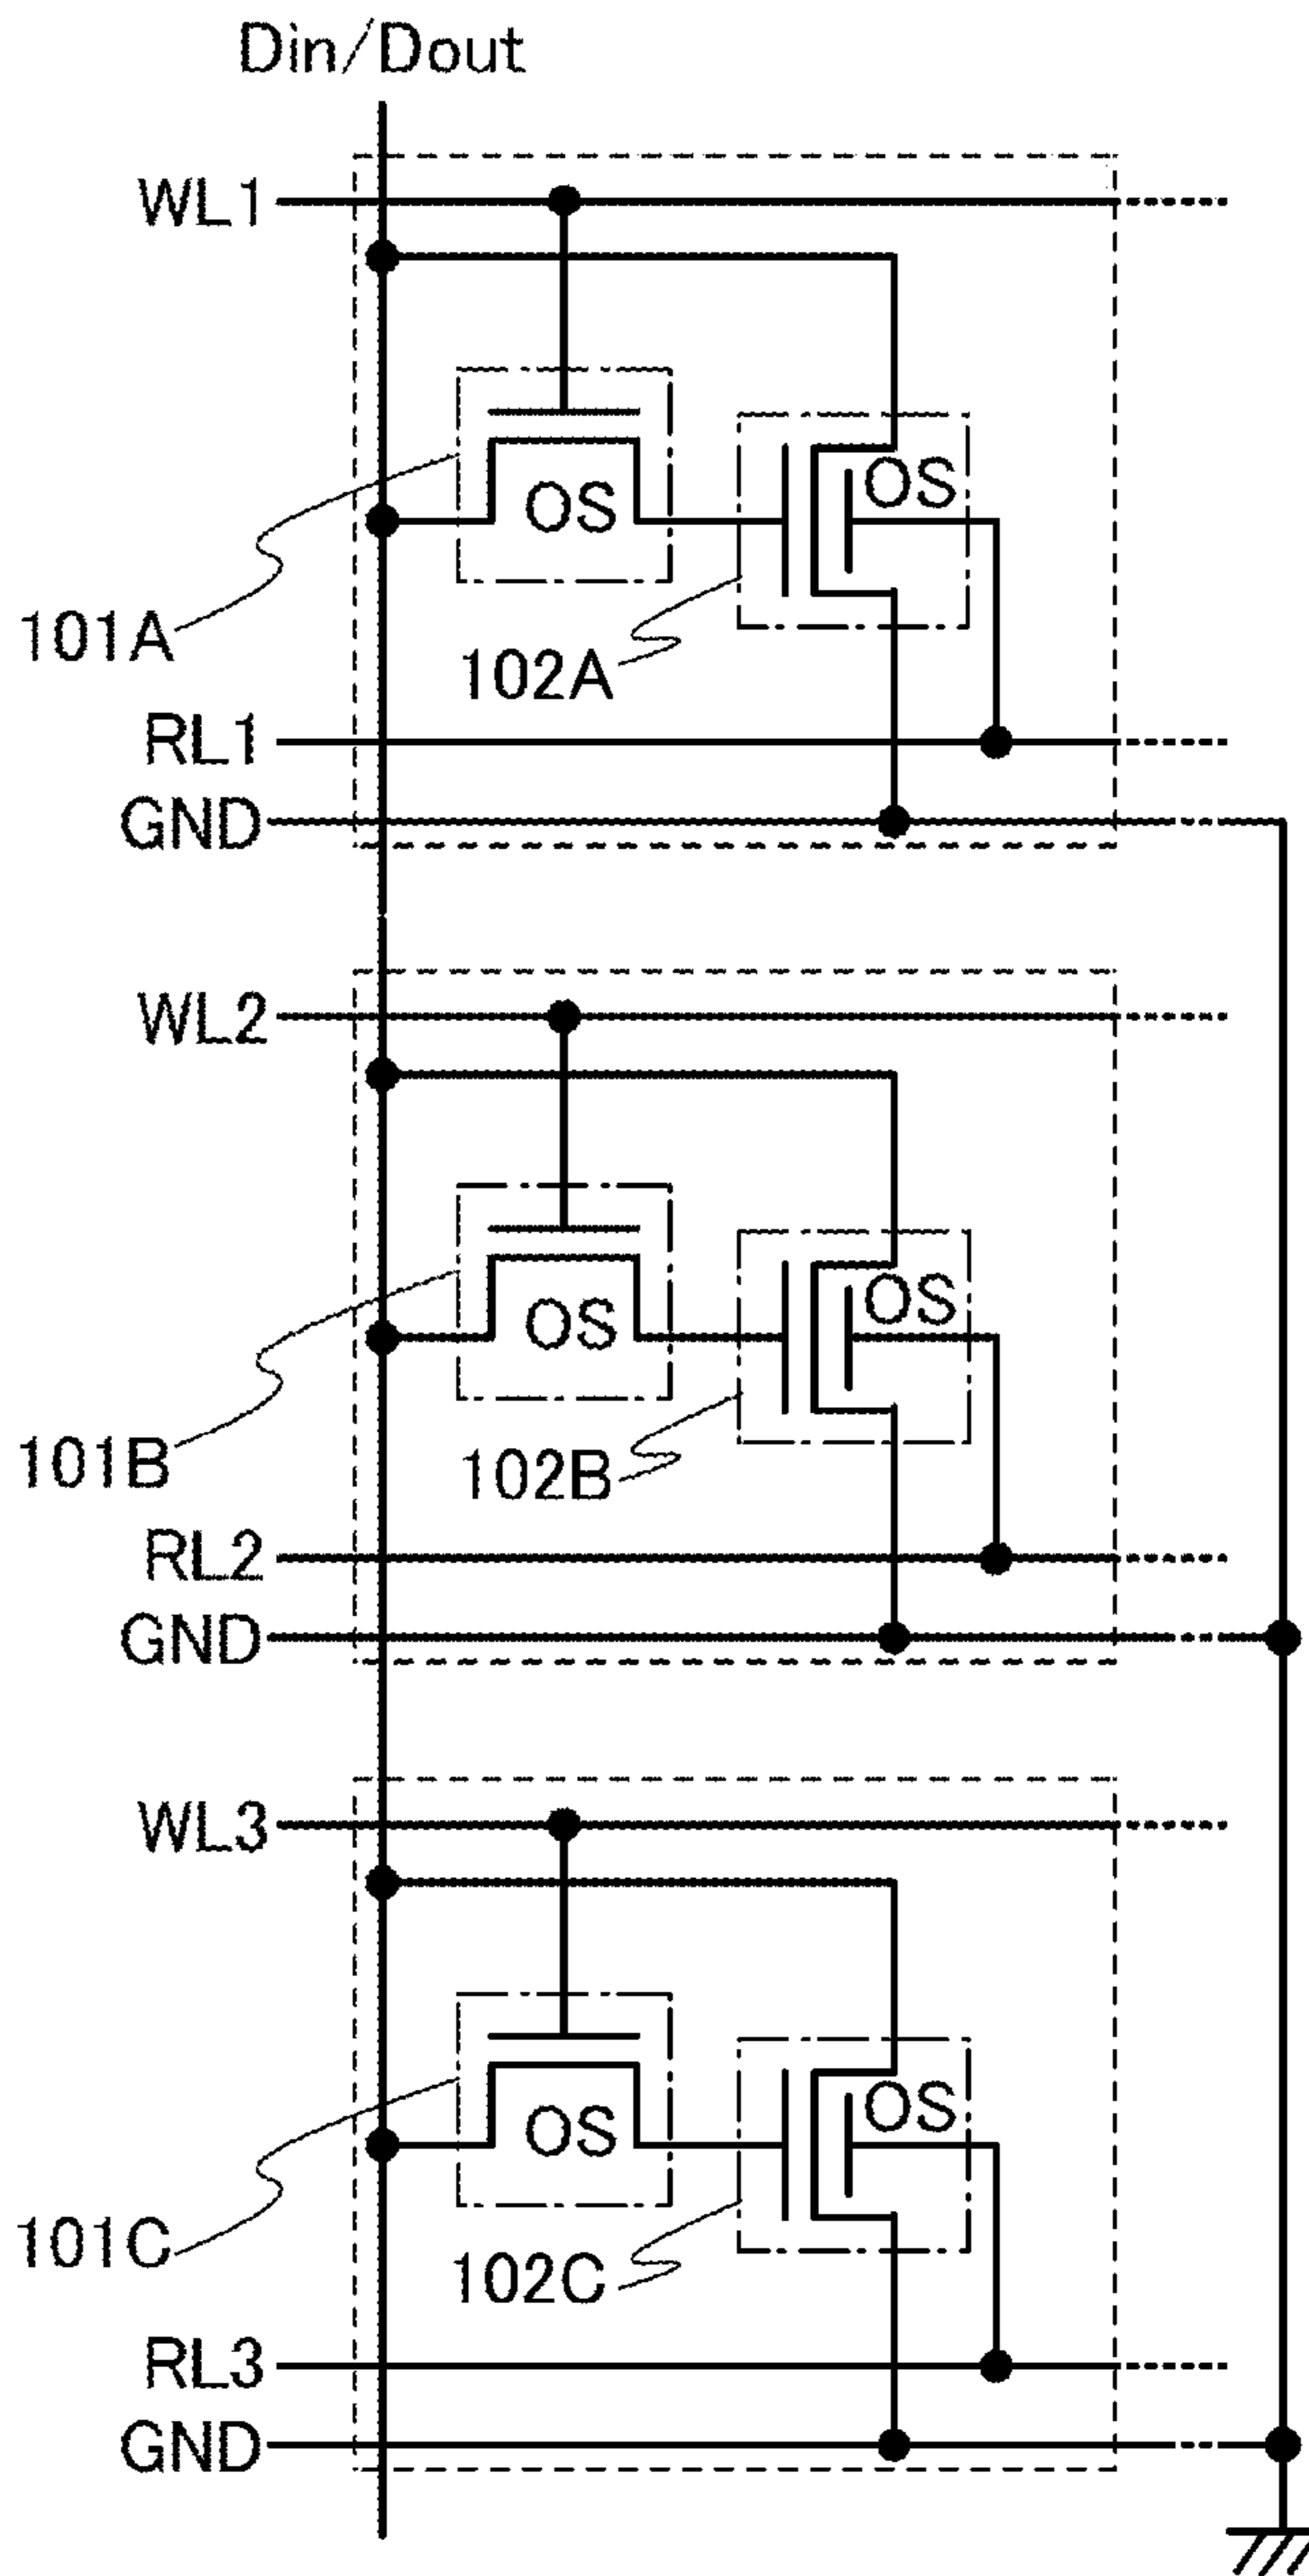 Din/Dout
WL1
OS
OS
101A
102A
RL1
GND
WL2
OS
OS
101B
102B
RL2
GND
WL3
OS
OS
101C
102C
RL3
GND